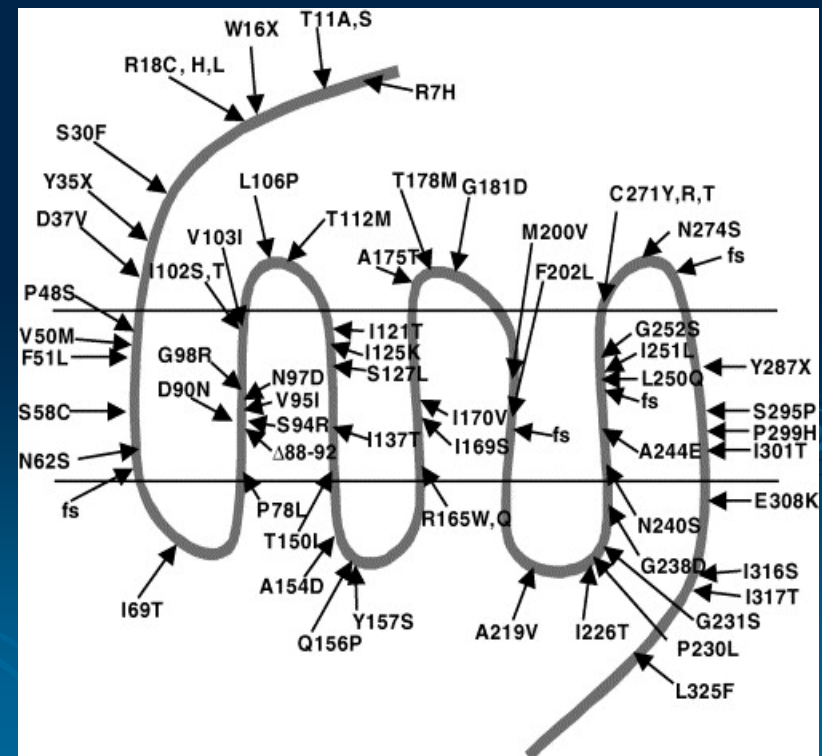 T11A,S
W16X
R18C, H,L
R7H
S30F
Y35X
D37V
P48S
V50M
F51L
S58C
N62S
fs
I69T
L106P
T112M
V103I
I102S,T
G98R
D90N
N97D
V95I
S94R
Δ88-92
P78L
I121T
I125K
S127L
I137T
T150I
A154D
Q156P
Y157S
T178M
G181D
A175T
I170V
I169S
R165W,Q
M200V
F202L
fs
A219V
I226T
C271Y,R,T
N274S
fs
G252S
I251L
L250Q
fs
A244E
N240S
G238D
G231S
P230L
Y287X
S295P
P299H
I301T
E308K
I316S
I317T
L325F